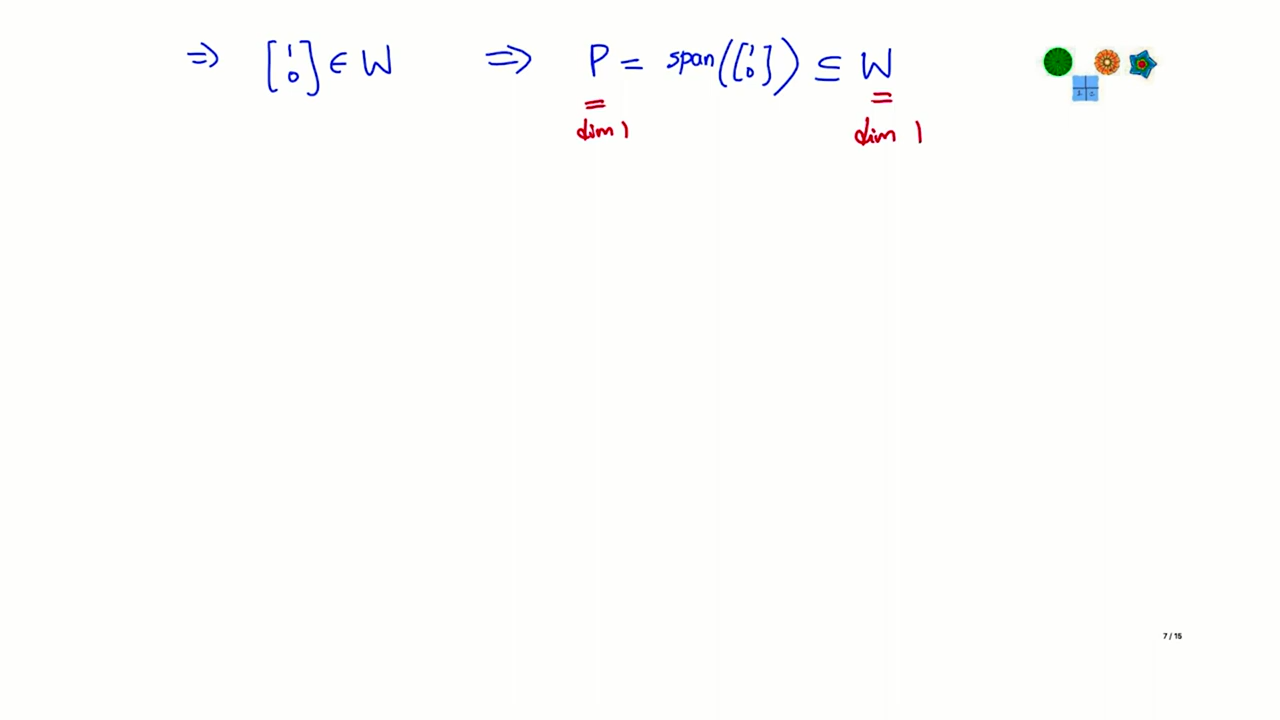 ⇒ [1 0] ∈ W ⇒ P = span([1 0]) ⊆ W
dim 1 dim 1
7 / 15